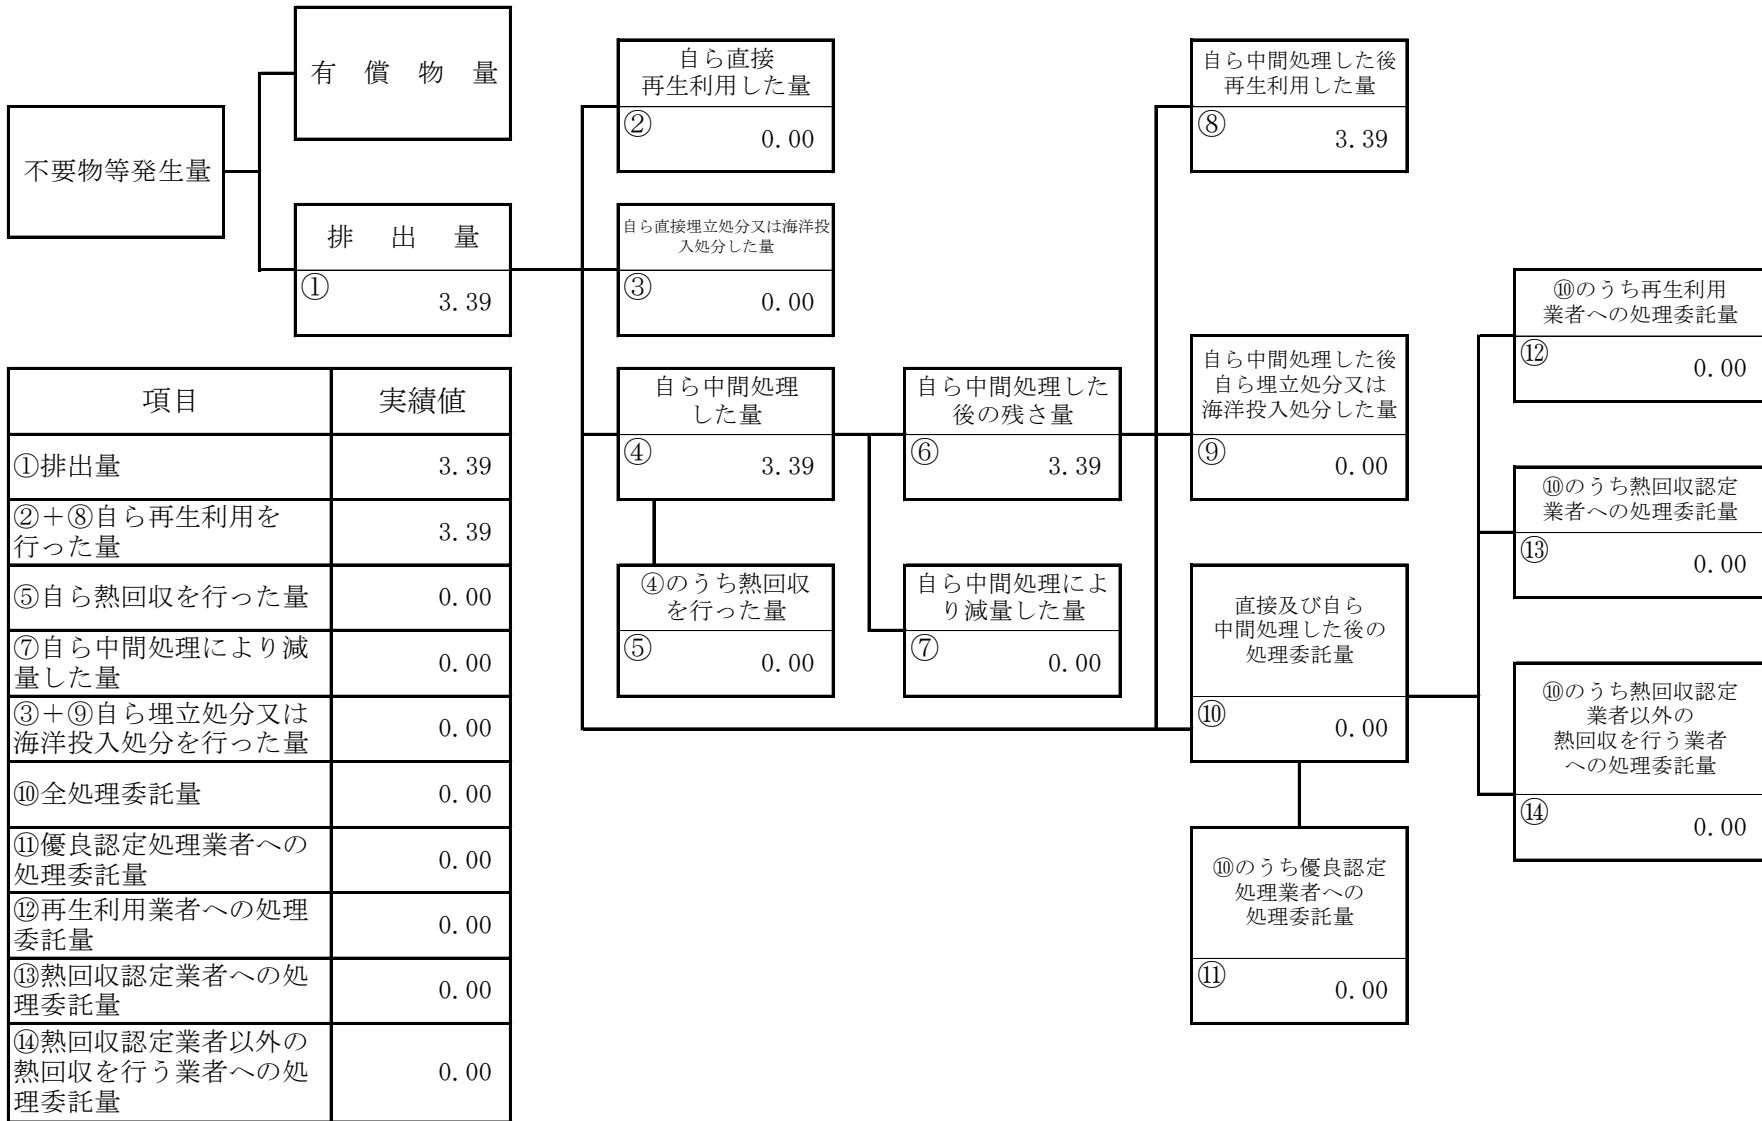 有 償 物 量
不要物等発生量
排 出 量
① 3.39
自ら直接
再生利用した量
② 0.00
自ら直接埋立処分又は海洋投
入処分した量
③ 0.00
自ら中間処理
した量
④ 3.39
④のうち熱回収
を行った量
⑤ 0.00
自ら中間処理した
後の残さ量
⑥ 3.39
自ら中間処理によ
り減量した量
⑦ 0.00
自ら中間処理した後
再生利用した量
⑧ 3.39
自ら中間処理した後
自ら埋立処分又は
海洋投入処分した量
⑨ 0.00
直接及び自ら
中間処理した後の
処理委託量
⑩ 0.00
⑩のうち優良認定
処理業者への
処理委託量
⑪ 0.00
⑩のうち再生利用
業者への処理委託量
⑫ 0.00
⑩のうち熱回収認定
業者への処理委託量
⑬ 0.00
⑩のうち熱回収認定
業者以外の
熱回収を行う業者
への処理委託量
⑭ 0.00
項目 実績値
①排出量 3.39
②+⑧自ら再生利用を
行った量 3.39
⑤自ら熱回収を行った量 0.00
⑦自ら中間処理により減
量した量 0.00
③+⑨自ら埋立処分又は
海洋投入処分を行った量 0.00
⑩全処理委託量 0.00
⑪優良認定処理業者への
処理委託量 0.00
⑫再生利用業者への処理
委託量 0.00
⑬熱回収認定業者への処
理委託量 0.00
⑭熱回収認定業者以外の
熱回収を行う業者への処
理委託量 0.00